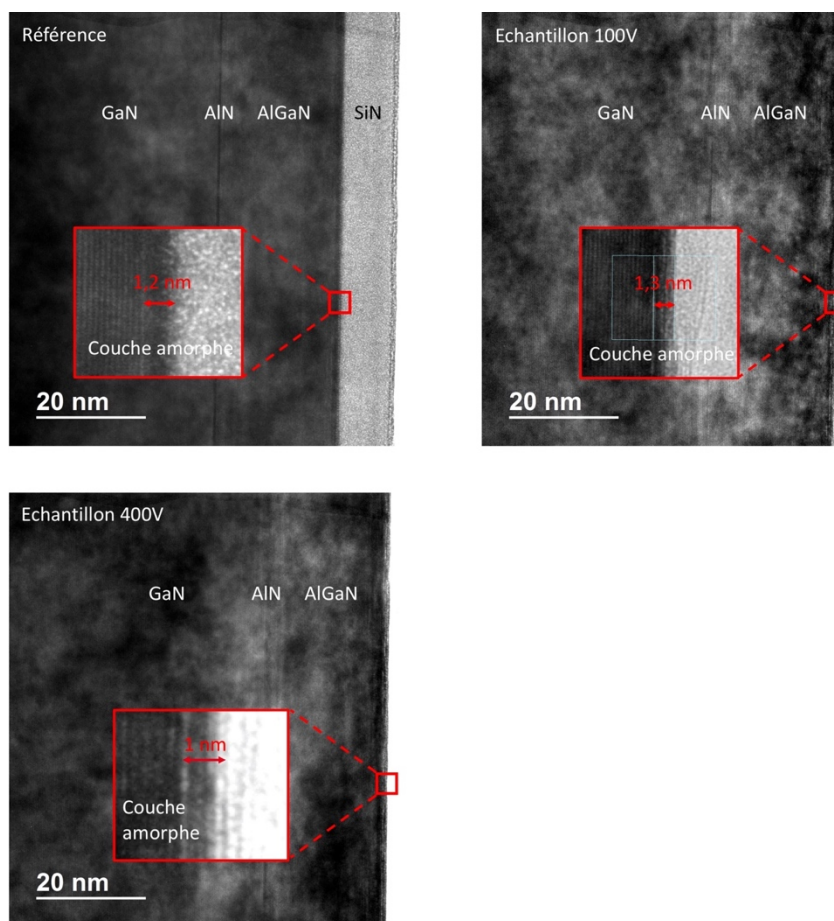 Référence
GaN AlN AlGaN SiN
1,2 nm
Couche amorphe
20 nm
Echantillon 100V
GaN AlN AlGaN
1,3 nm
Couche amorphe
20 nm
Echantillon 400V
GaN AlN AlGaN
1 nm
Couche
amorphe
20 nm